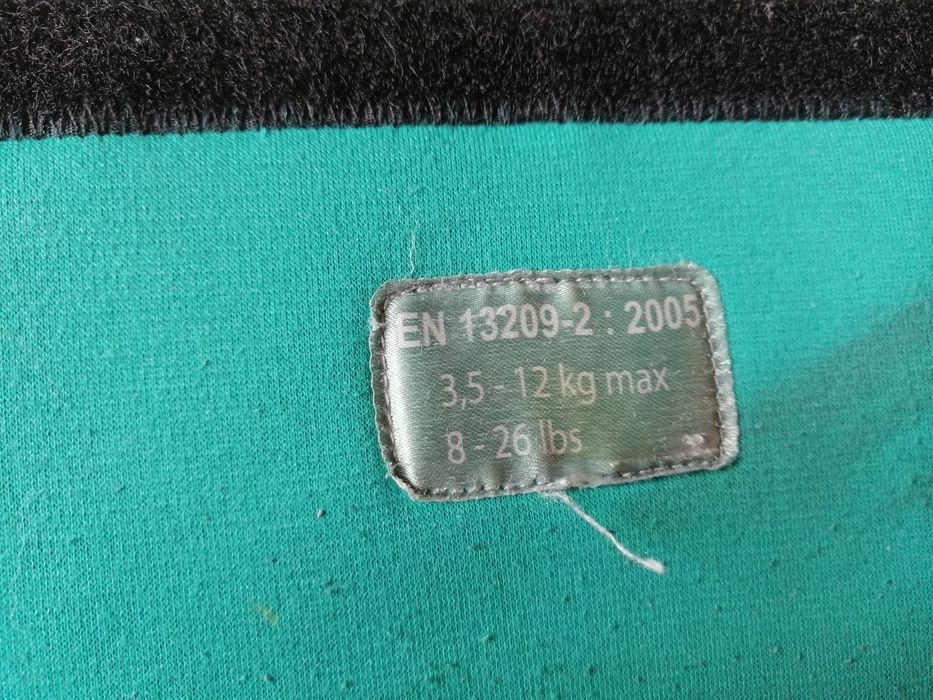 EN 13209-2 : 2005
3,5 - 12 kg max
8 - 26 lbs